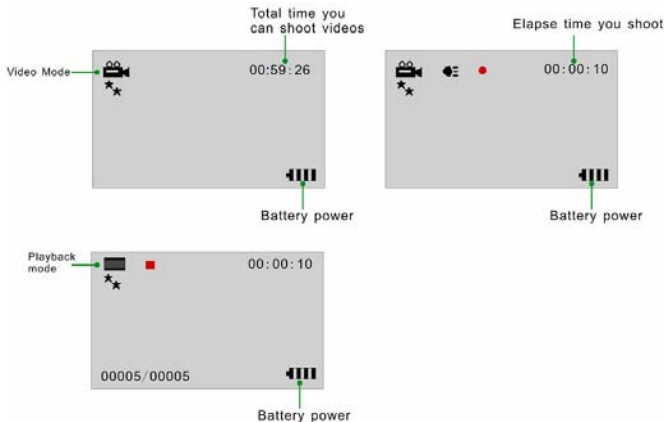 Total time you
can shoot videos
Elapse time you shoot
Video Mode
00:59:26
00:00:10
Battery power
Battery power
Playback
mode
00:00:10
00005/00005
Battery power